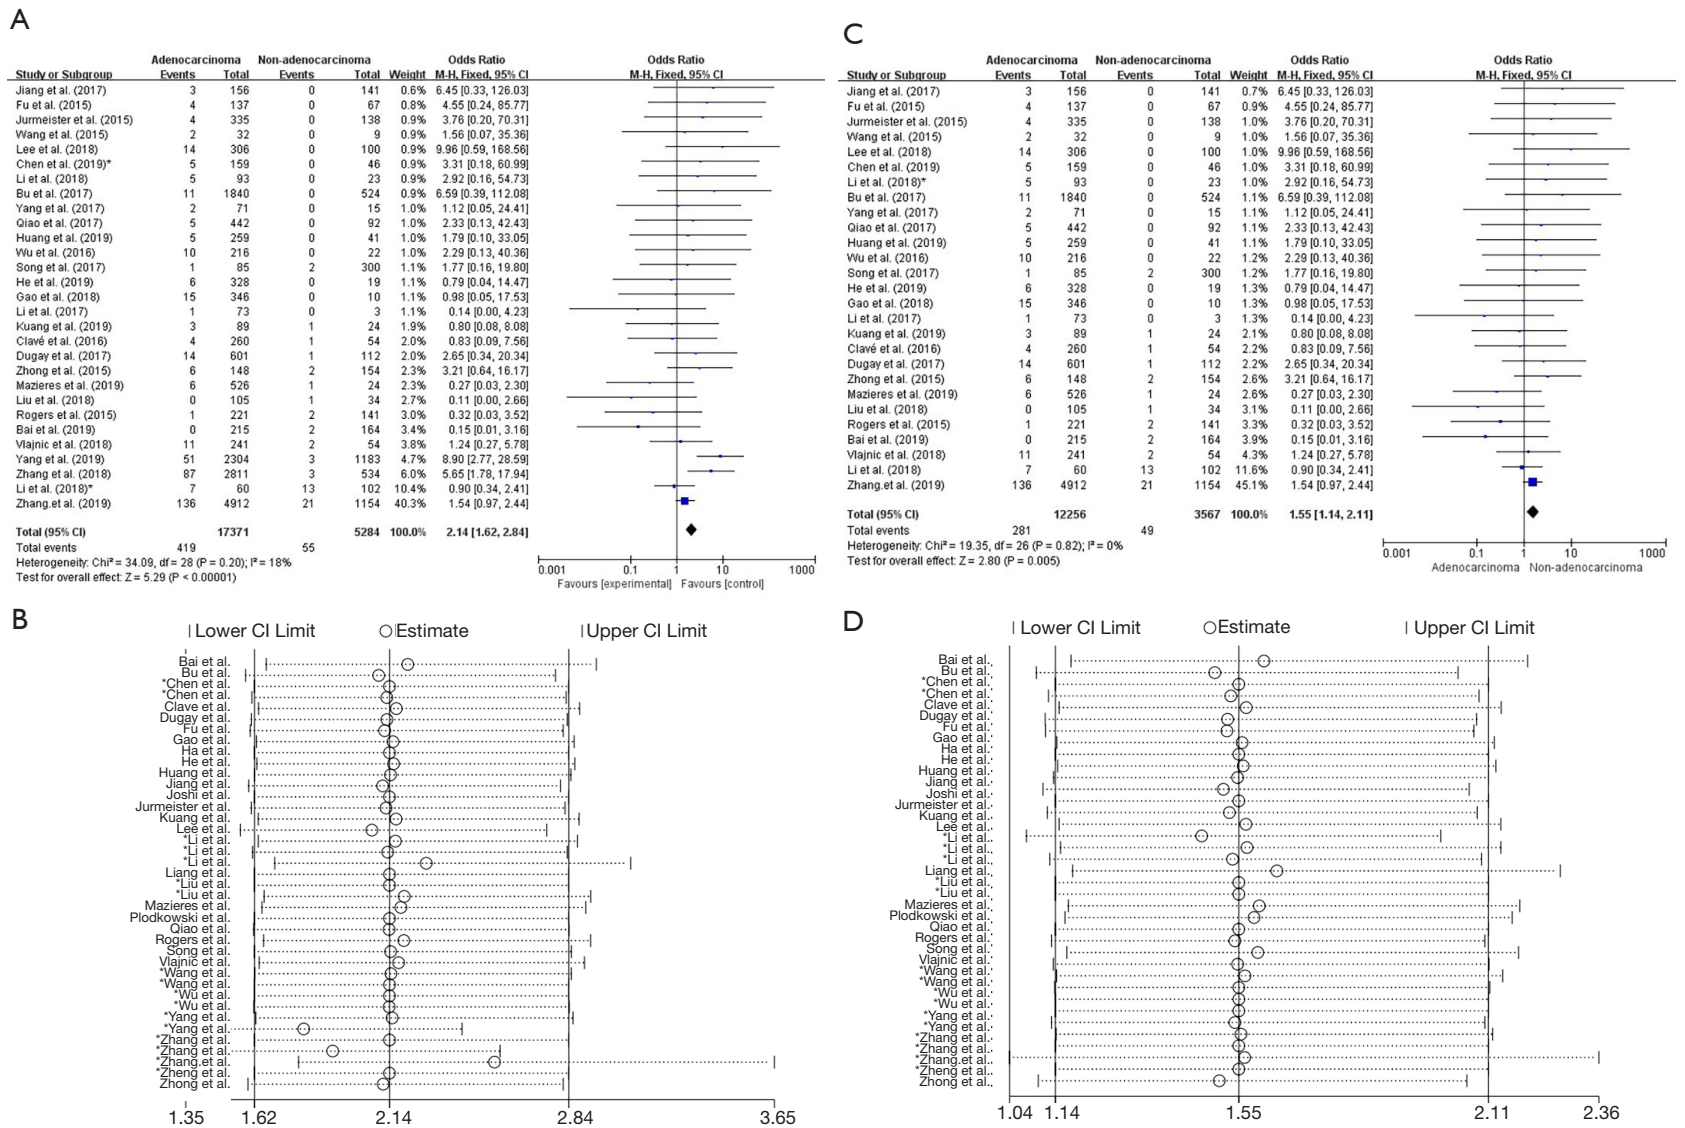 A
Adenocarcinoma Non-adenocarcinoma Odds Ratio Odds Ratio
Study or Subgroup Events Total Events Total Weight M-H, Fixed, 95% CI M-H, Fixed, 95% CI
Jiang et al. (2017) 3 156 0 141 0.6% 6.45 [0.33, 126.03]
Fu et al. (2015) 4 137 0 67 0.8% 4.55 [0.24, 85.77]
Jurmeister et al. (2015) 4 335 0 138 0.9% 3.76 [0.20, 70.31]
Wang et al. (2015) 2 32 0 9 0.9% 1.56 [0.07, 35.36]
Lee et al. (2018) 14 306 0 100 0.9% 9.96 [0.59, 168.56]
Chen et al. (2019)* 5 159 0 46 0.9% 3.31 [0.18, 60.99]
Li et al. (2018) 5 93 0 23 0.9% 2.92 [0.16, 54.73]
Bu et al. (2017) 11 1840 0 524 0.9% 6.59 [0.39, 112.08]
Yang et al. (2017) 2 71 0 15 1.0% 1.12 [0.05, 24.41]
Qiao et al. (2017) 5 442 0 92 1.0% 2.33 [0.13, 42.43]
Huang et al. (2019) 5 259 0 41 1.0% 1.79 [0.10, 33.05]
Wu et al. (2016) 10 216 0 22 1.1% 2.29 [0.13, 40.36]
Song et al. (2017) 1 85 2 300 1.1% 1.77 [0.16, 19.80]
He et al. (2019) 6 328 0 19 1.1% 0.79 [0.04, 14.47]
Gao et al. (2018) 15 346 0 10 1.1% 0.98 [0.05, 17.53]
Li et al. (2017) 1 73 0 3 1.1% 0.14 [0.00, 4.23]
Kuang et al. (2019) 3 89 1 24 1.9% 0.80 [0.08, 8.08]
Clavé et al. (2016) 4 260 1 54 2.0% 0.83 [0.09, 7.56]
Dugay et al. (2017) 14 601 1 112 2.0% 2.65 [0.34, 20.34]
Zhong et al. (2015) 6 148 2 154 2.3% 3.21 [0.64, 16.17]
Mazieres et al. (2019) 6 526 1 24 2.3% 0.27 [0.03, 2.30]
Liu et al. (2018) 0 105 1 34 2.7% 0.11 [0.00, 2.66]
Rogers et al. (2015) 1 221 2 141 3.0% 0.32 [0.03, 3.52]
Bai et al. (2019) 0 215 2 164 3.4% 0.15 [0.01, 3.16]
Vlajnic et al. (2018) 11 241 2 54 3.8% 1.24 [0.27, 5.78]
Yang et al. (2019) 51 2304 3 1183 4.7% 8.90 [2.77, 28.59]
Zhang et al. (2018) 87 2811 3 534 6.0% 5.65 [1.78, 17.94]
Li et al. (2018)* 7 60 13 102 10.4% 0.90 [0.34, 2.41]
Zhang.et al. (2019) 136 4912 21 1154 40.3% 1.54 [0.97, 2.44]
Total (95% CI) 17371 5284 100.0% 2.14 [1.62, 2.84]
Total events 419 55
Heterogeneity: Chi² = 34.09, df = 28 (P = 0.20); I² = 18%
Test for overall effect: Z = 5.29 (P < 0.00001)
0.001 0.1 1 10 1000
Favours [experimental] Favours [control]
C
Adenocarcinoma Non-adenocarcinoma Odds Ratio Odds Ratio
Study or Subgroup Events Total Events Total Weight M-H, Fixed, 95% CI M-H, Fixed, 95% CI
Jiang et al. (2017) 3 156 0 141 0.7% 6.45 [0.33, 126.03]
Fu et al. (2015) 4 137 0 67 0.9% 4.55 [0.24, 85.77]
Jurmeister et al. (2015) 4 335 0 138 1.0% 3.76 [0.20, 70.31]
Wang et al. (2015) 2 32 0 9 1.0% 1.56 [0.07, 35.36]
Lee et al. (2018) 14 306 0 100 1.0% 9.96 [0.59, 168.56]
Chen et al. (2019) 5 159 0 46 1.0% 3.31 [0.18, 60.99]
Li et al. (2018)* 5 93 0 23 1.0% 2.92 [0.16, 54.73]
Bu et al. (2017) 11 1840 0 524 1.1% 6.59 [0.39, 112.08]
Yang et al. (2017) 2 71 0 15 1.1% 1.12 [0.05, 24.41]
Qiao et al. (2017) 5 442 0 92 1.1% 2.33 [0.13, 42.43]
Huang et al. (2019) 5 259 0 41 1.1% 1.79 [0.10, 33.05]
Wu et al. (2016) 10 216 0 22 1.2% 2.29 [0.13, 40.36]
Song et al. (2017) 1 85 2 300 1.2% 1.77 [0.16, 19.80]
He et al. (2019) 6 328 0 19 1.2% 0.79 [0.04, 14.47]
Gao et al. (2018) 15 346 0 10 1.2% 0.98 [0.05, 17.53]
Li et al. (2017) 1 73 0 3 1.2% 0.14 [0.00, 4.23]
Kuang et al. (2019) 3 89 1 24 2.1% 0.80 [0.08, 8.08]
Clavé et al. (2016) 4 260 1 54 2.2% 0.83 [0.09, 7.56]
Dugay et al. (2017) 14 601 1 112 2.2% 2.65 [0.34, 20.34]
Zhong et al. (2015) 6 148 2 154 2.6% 3.21 [0.64, 16.17]
Mazieres et al. (2019) 6 526 1 24 2.6% 0.27 [0.03, 2.30]
Liu et al. (2018) 0 105 1 34 3.1% 0.11 [0.00, 2.66]
Rogers et al. (2015) 1 221 2 141 3.3% 0.32 [0.03, 3.52]
Bai et al. (2019) 0 215 2 164 3.9% 0.15 [0.01, 3.16]
Vlajnic et al. (2018) 11 241 2 54 4.3% 1.24 [0.27, 5.78]
Li et al. (2018) 7 60 13 102 11.6% 0.90 [0.34, 2.41]
Zhang.et al. (2019) 136 4912 21 1154 45.1% 1.54 [0.97, 2.44]
Total (95% CI) 12256 3567 100.0% 1.55 [1.14, 2.11]
Total events 281 49
Heterogeneity: Chi² = 19.35, df = 26 (P = 0.82); I² = 0%
Test for overall effect: Z = 2.80 (P = 0.005)
0.001 0.1 1 10 1000
Adenocarcinoma Non-adenocarcinoma
B
Lower CI Limit Estimate Upper CI Limit
Bai et al.
Bu et al.
*Chen et al.
*Chen et al.
Clave et al.
Dugay et al.
Fu et al.
Gao et al.
Ha et al.
He et al.
Huang et al.
Jiang et al.
Joshi et al.
Jurmeister et al.
Kuang et al.
Lee et al.
*Li et al.
*Li et al.
*Li et al.
Liang et al.
*Liu et al.
*Liu et al.
Mazieres et al.
Plodkowski et al.
Qiao et al.
Rogers et al.
Song et al.
Vlajnic et al.
*Wang et al.
*Wang et al.
*Wu et al.
*Wu et al.
*Yang et al.
*Yang et al.
*Zhang et al.
*Zhang et al.
*Zhang.et al.
*Zheng et al.
Zhong et al.
1.35 1.62 2.14 2.84 3.65
D
Lower CI Limit Estimate Upper CI Limit
Bai et al.
Bu et al.
*Chen et al.
*Chen et al.
Clave et al.
Dugay et al.
Fu et al.
Gao et al.
Ha et al.
He et al.
Huang et al.
Jiang et al.
Joshi et al.
Jurmeister et al.
Kuang et al.
Lee et al.
*Li et al.
*Li et al.
*Li et al.
Liang et al.
*Liu et al.
*Liu et al.
Mazieres et al.
Plodkowski et al.
Qiao et al.
Rogers et al.
Song et al.
Vlajnic et al.
*Wang et al.
*Wang et al.
*Wu et al.
*Wu et al.
*Yang et al.
*Yang et al.
*Zhang et al.
*Zhang et al.
*Zhang.et al.
*Zheng et al.
Zhong et al.
1.04 1.14 1.55 2.11 2.36